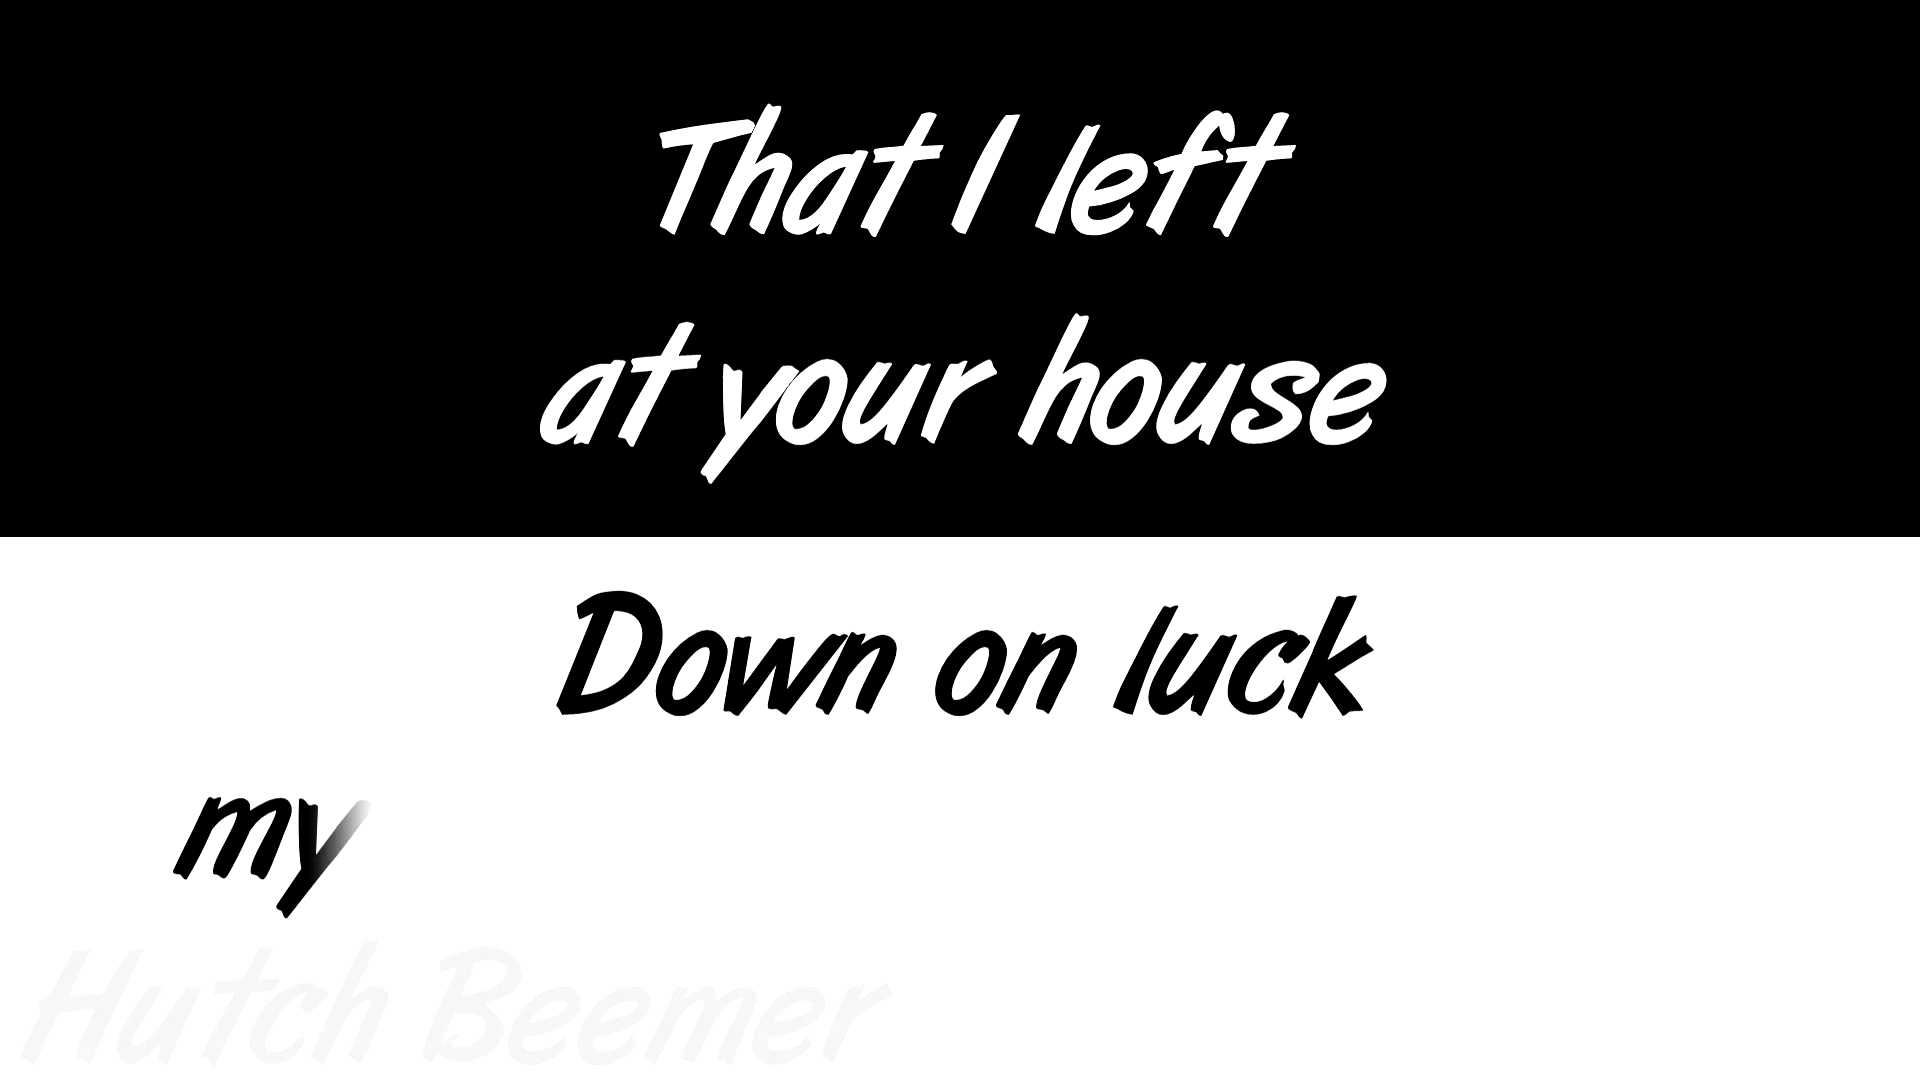 That I left
at your house
Down on luck
my
Hutch Beemer